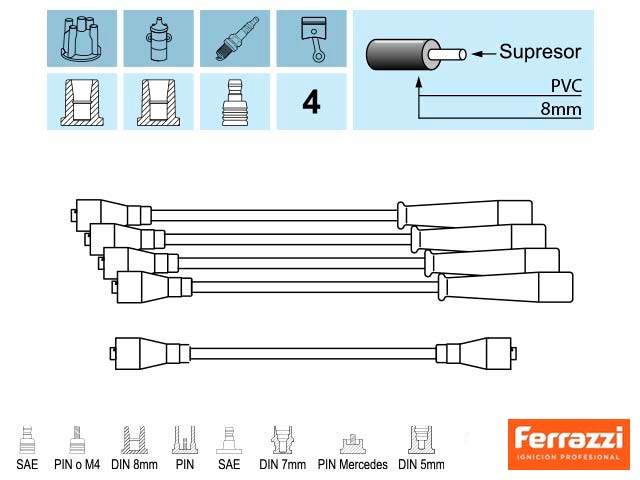 Supresor
PVC
8mm
4
SAE
PIN o M4
DIN 8mm
PIN
SAE
DIN 7mm
PIN Mercedes
DIN 5mm
Ferrazzi
IGNICION PROFESIONAL